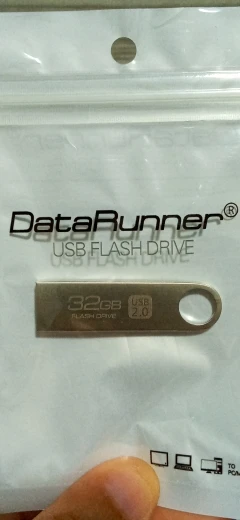 DataRunner®
USB FLASH DRIVE
32GB
FLASH DRIVE
USB
2.0
TO
PC/M